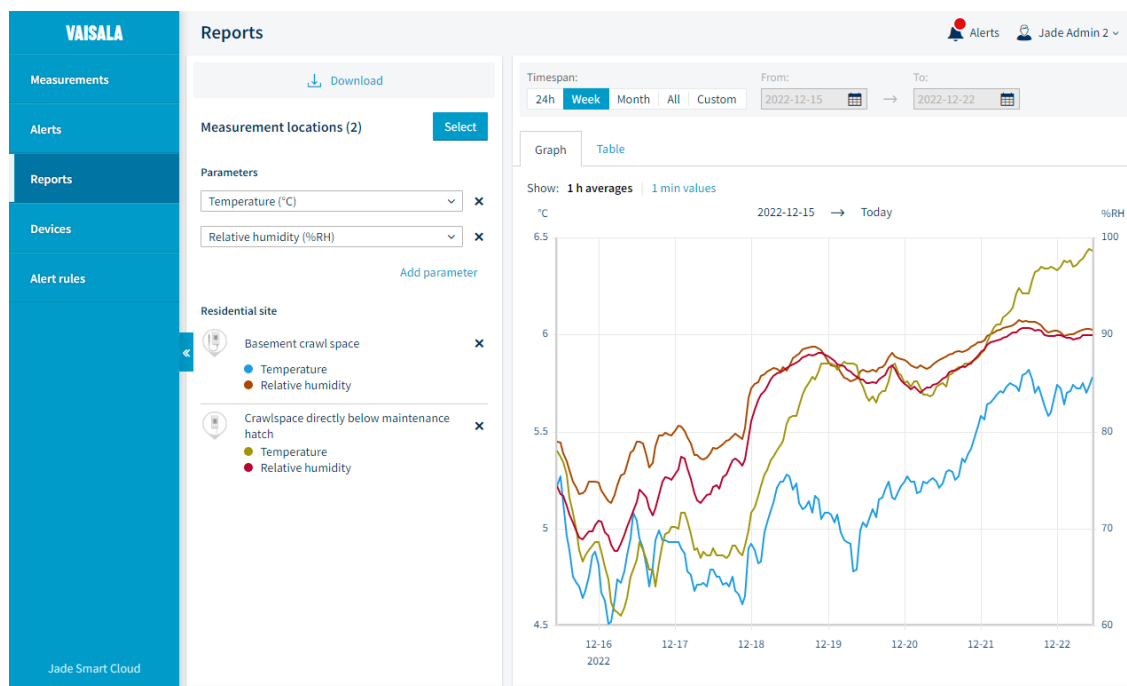 VAISALA
Measurements
Alerts
Reports
Devices
Alert rules
Jade Smart Cloud
Reports
Alerts
Jade Admin 2
Download
Measurement locations (2)
Select
Parameters
Temperature (°C)
Relative humidity (%RH)
Add parameter
Residential site
Basement crawl space
Temperature
Relative humidity
Crawlspace directly below maintenance
hatch
Temperature
Relative humidity
Timespan:
From:
To:
24h Week Month All Custom
2022-12-15 → 2022-12-22
Graph Table
Show: 1 h averages 1 min values
°C 2022-12-15 → Today %RH
6.5 100
6 90
5.5 80
5 70
4.5 60
12-16 12-17 12-18 12-19 12-20 12-21 12-22
2022